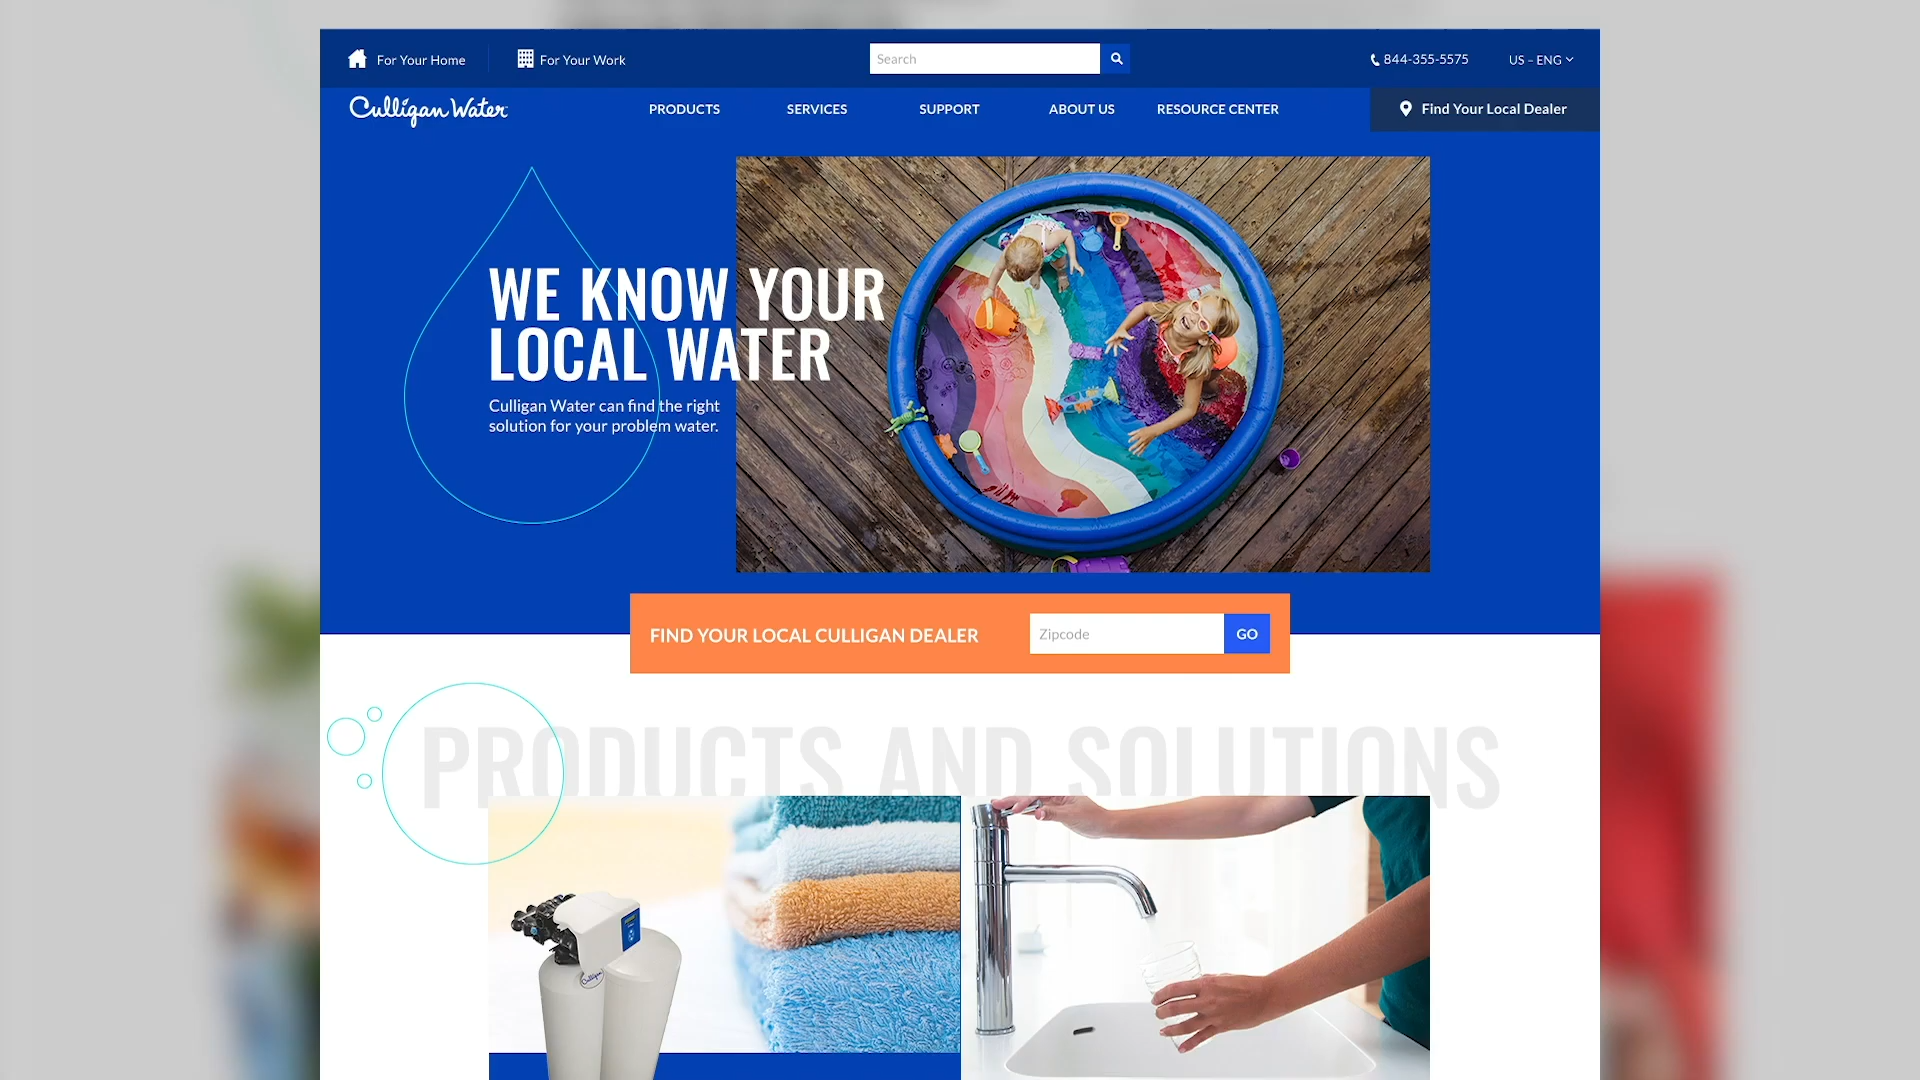 For Your Home
For Your Work
Search
844-355-5575
US – ENG
Culligan Water
PRODUCTS
SERVICES
SUPPORT
ABOUT US
RESOURCE CENTER
Find Your Local Dealer
WE KNOW YOUR
LOCAL WATER
Culligan Water can find the right
solution for your problem water.
FIND YOUR LOCAL CULLIGAN DEALER
Zipcode
GO
PRODUCTS AND SOLUTIONS
Culligan